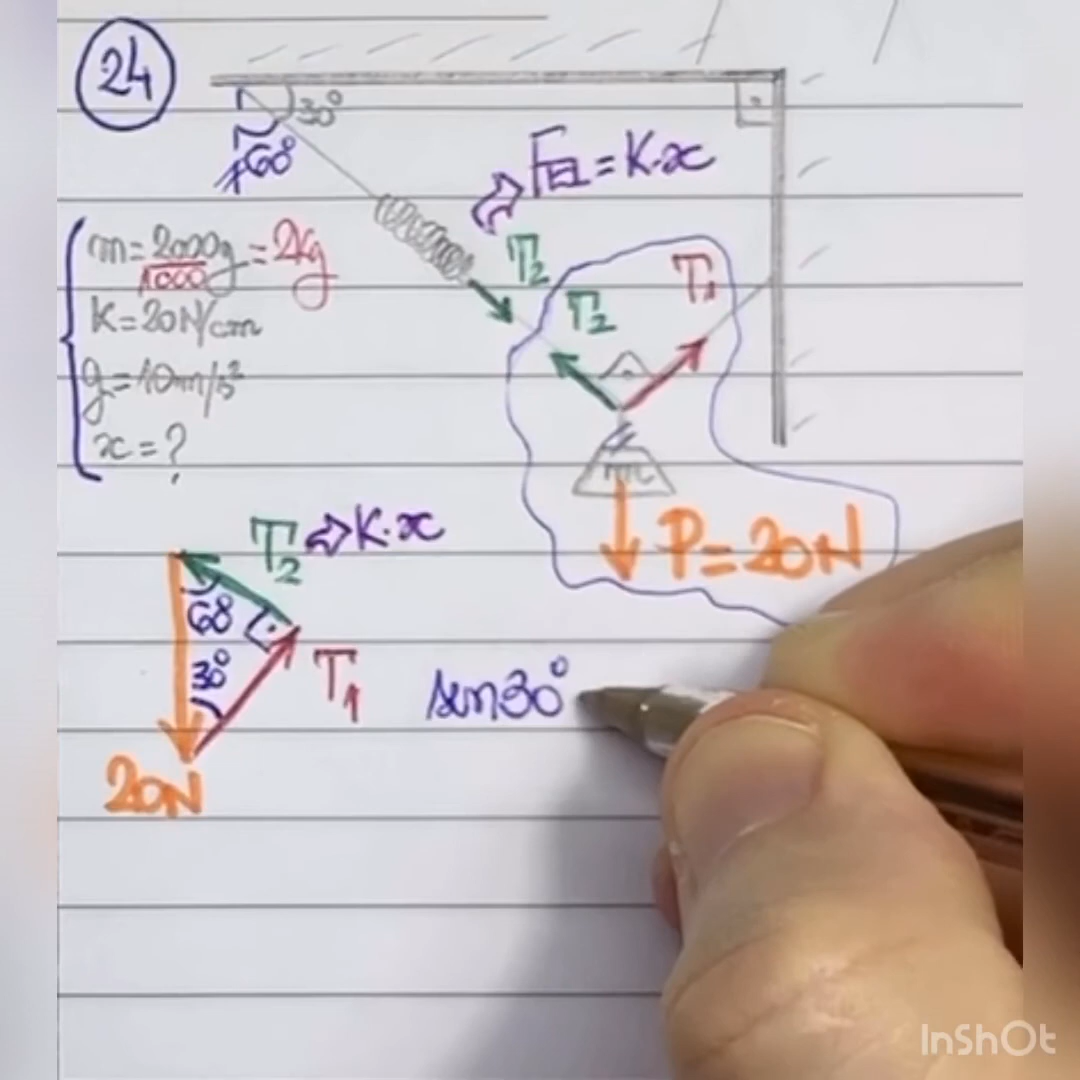 24
30°
60°
F EL = K·x
m = 2000g = 2Kg
1000
K = 20N/cm
g = 10m/s²
x = ?
T₂
T₂
T₁
m
P = 20N
T₂ ⇨ K·x
60
30°
T₁
20N
sen30°
InShOt